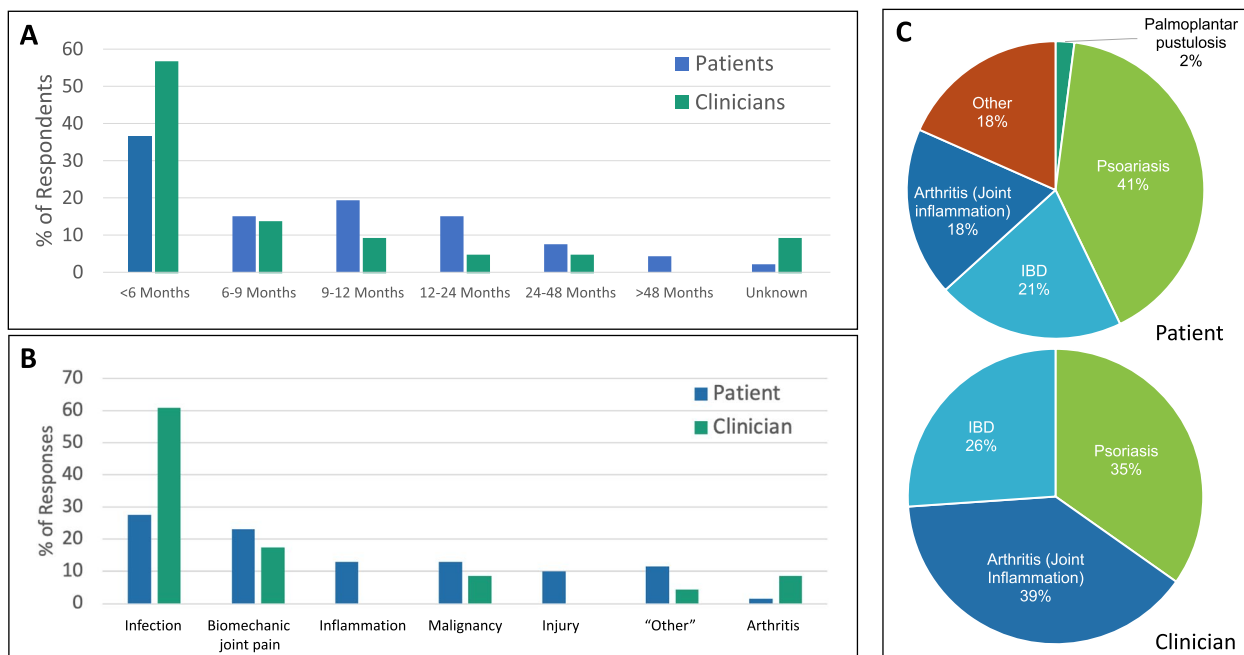 A
% of Respondents
60
50
40
30
20
10
0
Patients
Clinicians
<6 Months
6-9 Months
9-12 Months
12-24 Months
24-48 Months
>48 Months
Unknown
B
% of Responses
70
60
50
40
30
20
10
0
Patient
Clinician
Infection
Biomechanic
joint pain
Inflammation
Malignancy
Injury
“Other”
Arthritis
C
Palmoplantar
pustulosis
2%
Other
18%
Psoariasis
41%
Arthritis (Joint
inflammation)
18%
IBD
21%
Patient
IBD
26%
Psoriasis
35%
Arthritis (Joint
Inflammation)
39%
Clinician